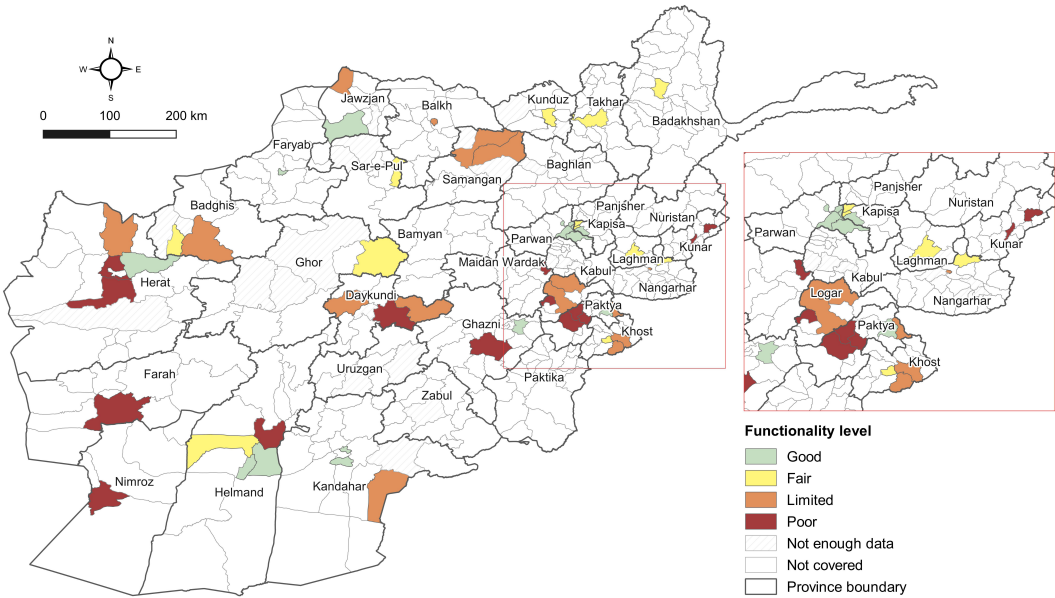 N
W E
S
0 100 200 km
Jawzjan
Balkh
Kunduz
Takhar
Badakhshan
Faryab
Sar-e-Pul
Samangan
Baghlan
Badghis
Herat
Ghor
Bamyan
Parwan
Panjsher
Kapisa
Nuristan
Kunar
Laghman
Maidan Wardak
Kabul
Nangarhar
Daykundi
Ghazni
Paktya
Khost
Uruzgan
Paktika
Farah
Zabul
Nimroz
Helmand
Kandahar
Panjsher
Kapisa
Nuristan
Parwan
Kunar
Laghman
Kabul
Logar
Nangarhar
Paktya
Khost
Functionality level
Good
Fair
Limited
Poor
Not enough data
Not covered
Province boundary